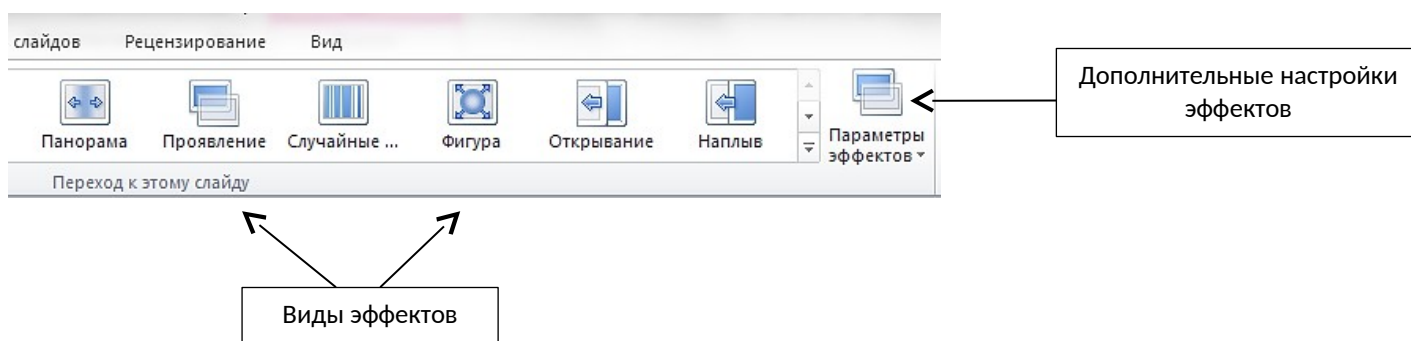 слайдов Рецензирование Вид
Панорама Проявление Случайные ... Фигура Открывание Наплыв
Параметры
эффектов
Переход к этому слайду
Дополнительные настройки
эффектов
Виды эффектов